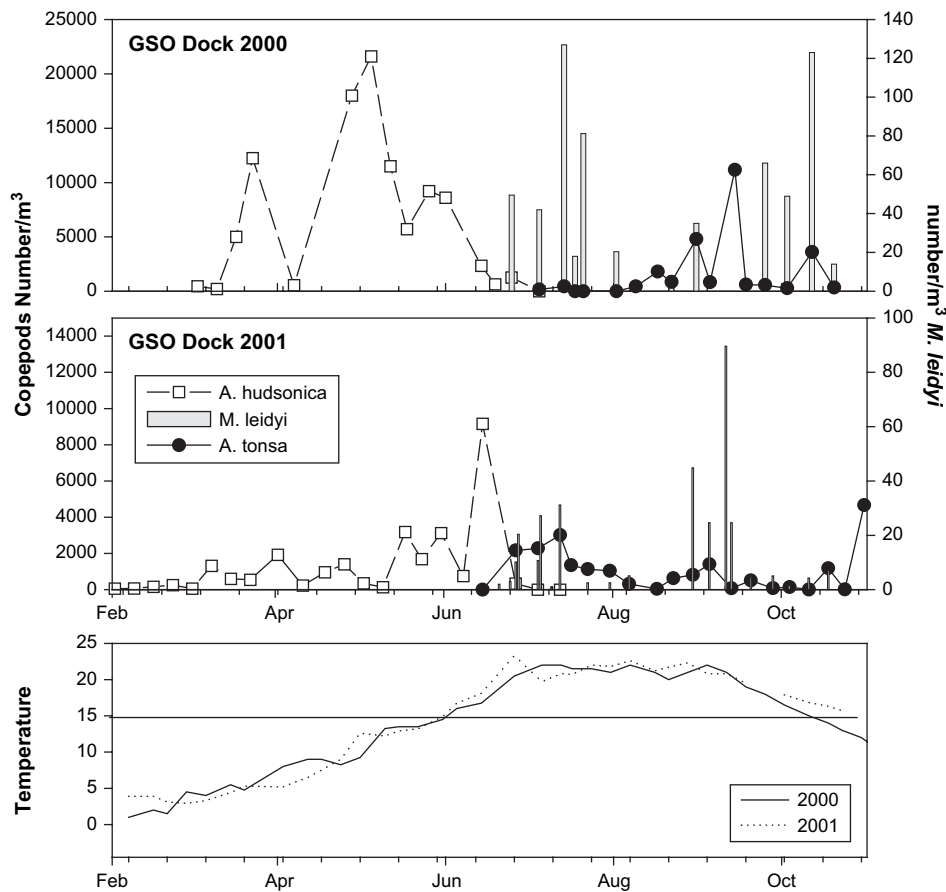 GSO Dock 2000
Copepods Number/m³
number/m³ M. leidyi
25000
20000
15000
10000
5000
0
140
120
100
80
60
40
20
0
GSO Dock 2001
A. hudsonica
M. leidyi
A. tonsa
14000
12000
10000
8000
6000
4000
2000
0
100
80
60
40
20
0
Feb
Apr
Jun
Aug
Oct
Temperature
25
20
15
10
5
0
2000
2001
Feb
Apr
Jun
Aug
Oct